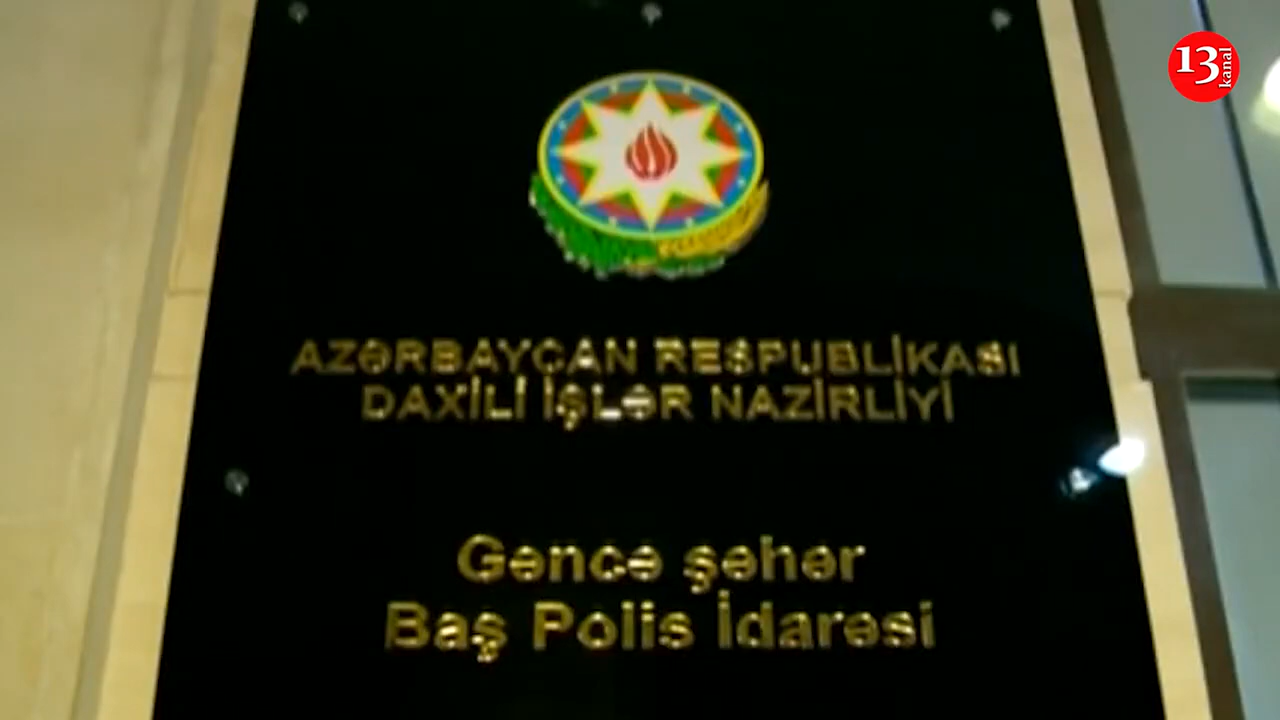 13 kanal
AZƏRBAYCAN RESPUBLİKASI
DAXİLİ İŞLƏR NAZİRLİYİ
Gəncə şəhər
Baş Polis İdarəsi